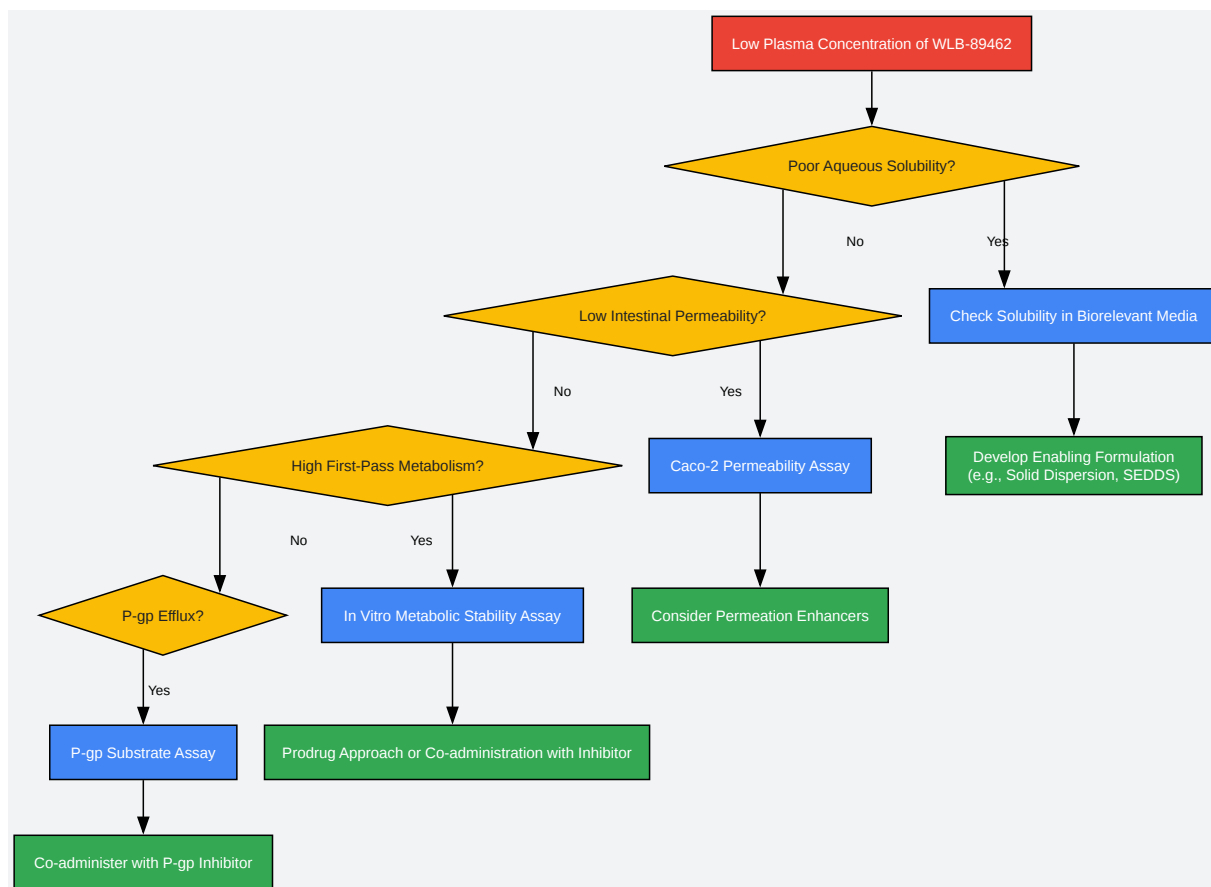 Low Plasma Concentration of WLB-89462
Poor Aqueous Solubility?
No
Yes
Low Intestinal Permeability?
Check Solubility in Biorelevant Media
No
Yes
High First-Pass Metabolism?
Caco-2 Permeability Assay
Develop Enabling Formulation
(e.g., Solid Dispersion, SEDDS)
No
Yes
P-gp Efflux?
In Vitro Metabolic Stability Assay
Consider Permeation Enhancers
Yes
P-gp Substrate Assay
Prodrug Approach or Co-administration with Inhibitor
Co-administer with P-gp Inhibitor